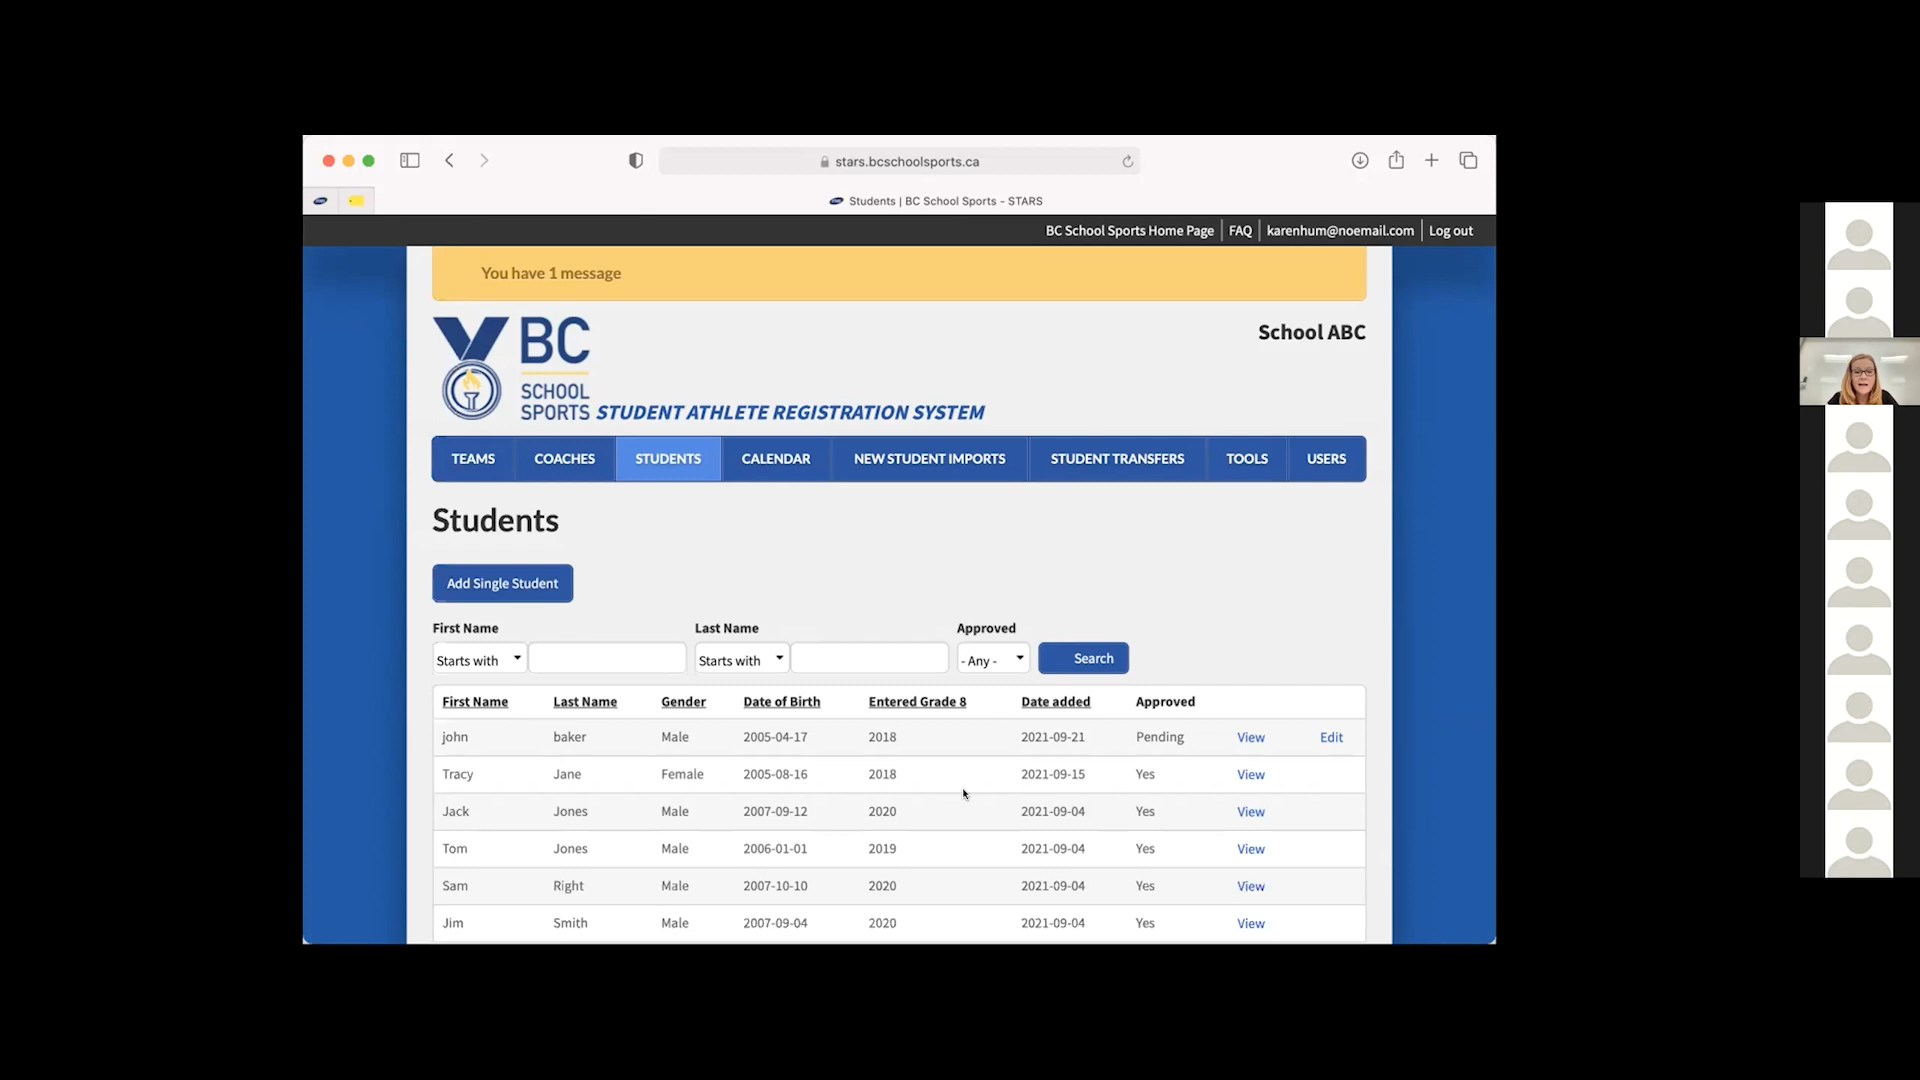 stars.bcschoolsports.ca
Students | BC School Sports - STARS
BC School Sports Home Page FAQ karenhum@noemail.com Log out
You have 1 message
BC
SCHOOL
SPORTS
STUDENT ATHLETE REGISTRATION SYSTEM
School ABC
TEAMS COACHES STUDENTS CALENDAR NEW STUDENT IMPORTS STUDENT TRANSFERS TOOLS USERS
Students
Add Single Student
First Name Last Name Approved
Starts with Starts with - Any - Search
First Name Last Name Gender Date of Birth Entered Grade 8 Date added Approved
john baker Male 2005-04-17 2018 2021-09-21 Pending View Edit
Tracy Jane Female 2005-08-16 2018 2021-09-15 Yes View
Jack Jones Male 2007-09-12 2020 2021-09-04 Yes View
Tom Jones Male 2006-01-01 2019 2021-09-04 Yes View
Sam Right Male 2007-10-10 2020 2021-09-04 Yes View
Jim Smith Male 2007-09-04 2020 2021-09-04 Yes View